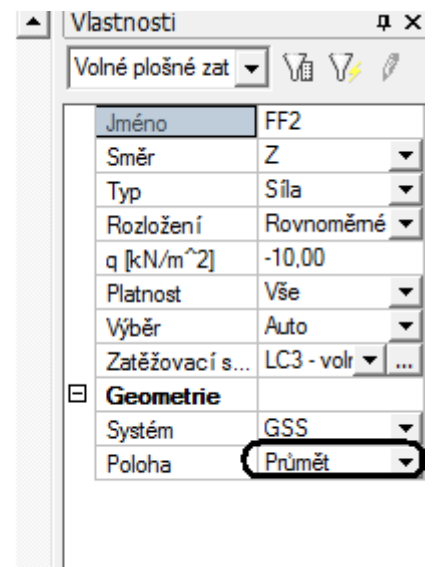 Vlastnosti
Volné plošné zat
Jméno FF2
Směr Z
Typ Síla
Rozložení Rovnoměrné
q [kN/m^2] -10,00
Platnost Vše
Výběr Auto
Zatěžovací s... LC3 - volr ...
Geometrie
Systém GSS
Poloha Průmět